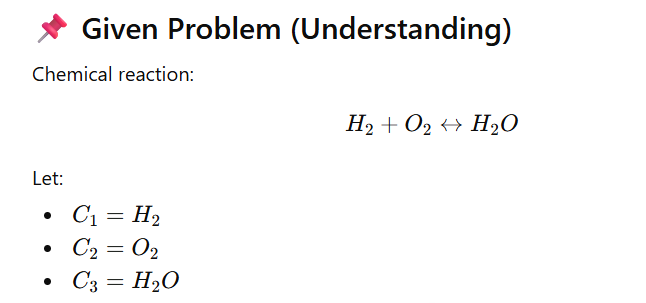 📌 Given Problem (Understanding)
Chemical reaction:
H₂ + O₂ ↔ H₂O
Let:
• C₁ = H₂
• C₂ = O₂
• C₃ = H₂O